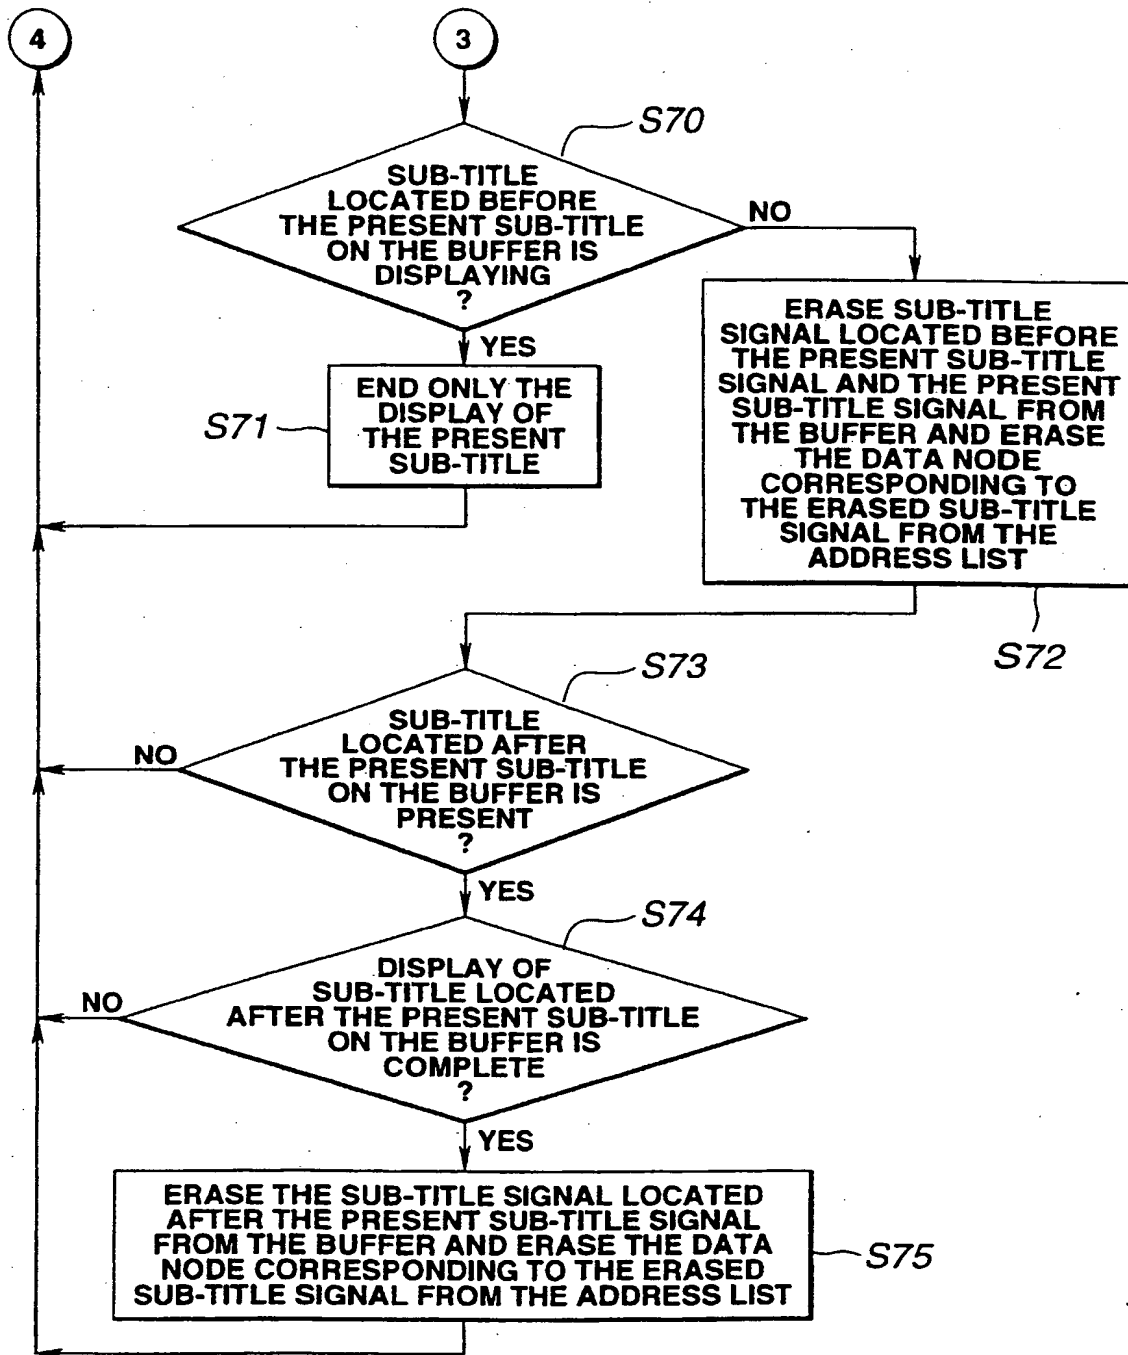 4
3
S70
SUB-TITLE
LOCATED BEFORE
THE PRESENT SUB-TITLE
ON THE BUFFER IS
DISPLAYING
?
NO
YES
S71
END ONLY THE
DISPLAY OF
THE PRESENT
SUB-TITLE
ERASE SUB-TITLE
SIGNAL LOCATED BEFORE
THE PRESENT SUB-TITLE
SIGNAL AND THE PRESENT
SUB-TITLE SIGNAL FROM
THE BUFFER AND ERASE
THE DATA NODE
CORRESPONDING TO
THE ERASED SUB-TITLE
SIGNAL FROM THE
ADDRESS LIST
S72
S73
SUB-TITLE
LOCATED AFTER
THE PRESENT SUB-TITLE
ON THE BUFFER IS
PRESENT
?
NO
YES
S74
DISPLAY OF
SUB-TITLE LOCATED
AFTER THE PRESENT SUB-TITLE
ON THE BUFFER IS
COMPLETE
?
NO
YES
ERASE THE SUB-TITLE SIGNAL LOCATED
AFTER THE PRESENT SUB-TITLE SIGNAL
FROM THE BUFFER AND ERASE THE DATA
NODE CORRESPONDING TO THE ERASED
SUB-TITLE SIGNAL FROM THE ADDRESS LIST
S75